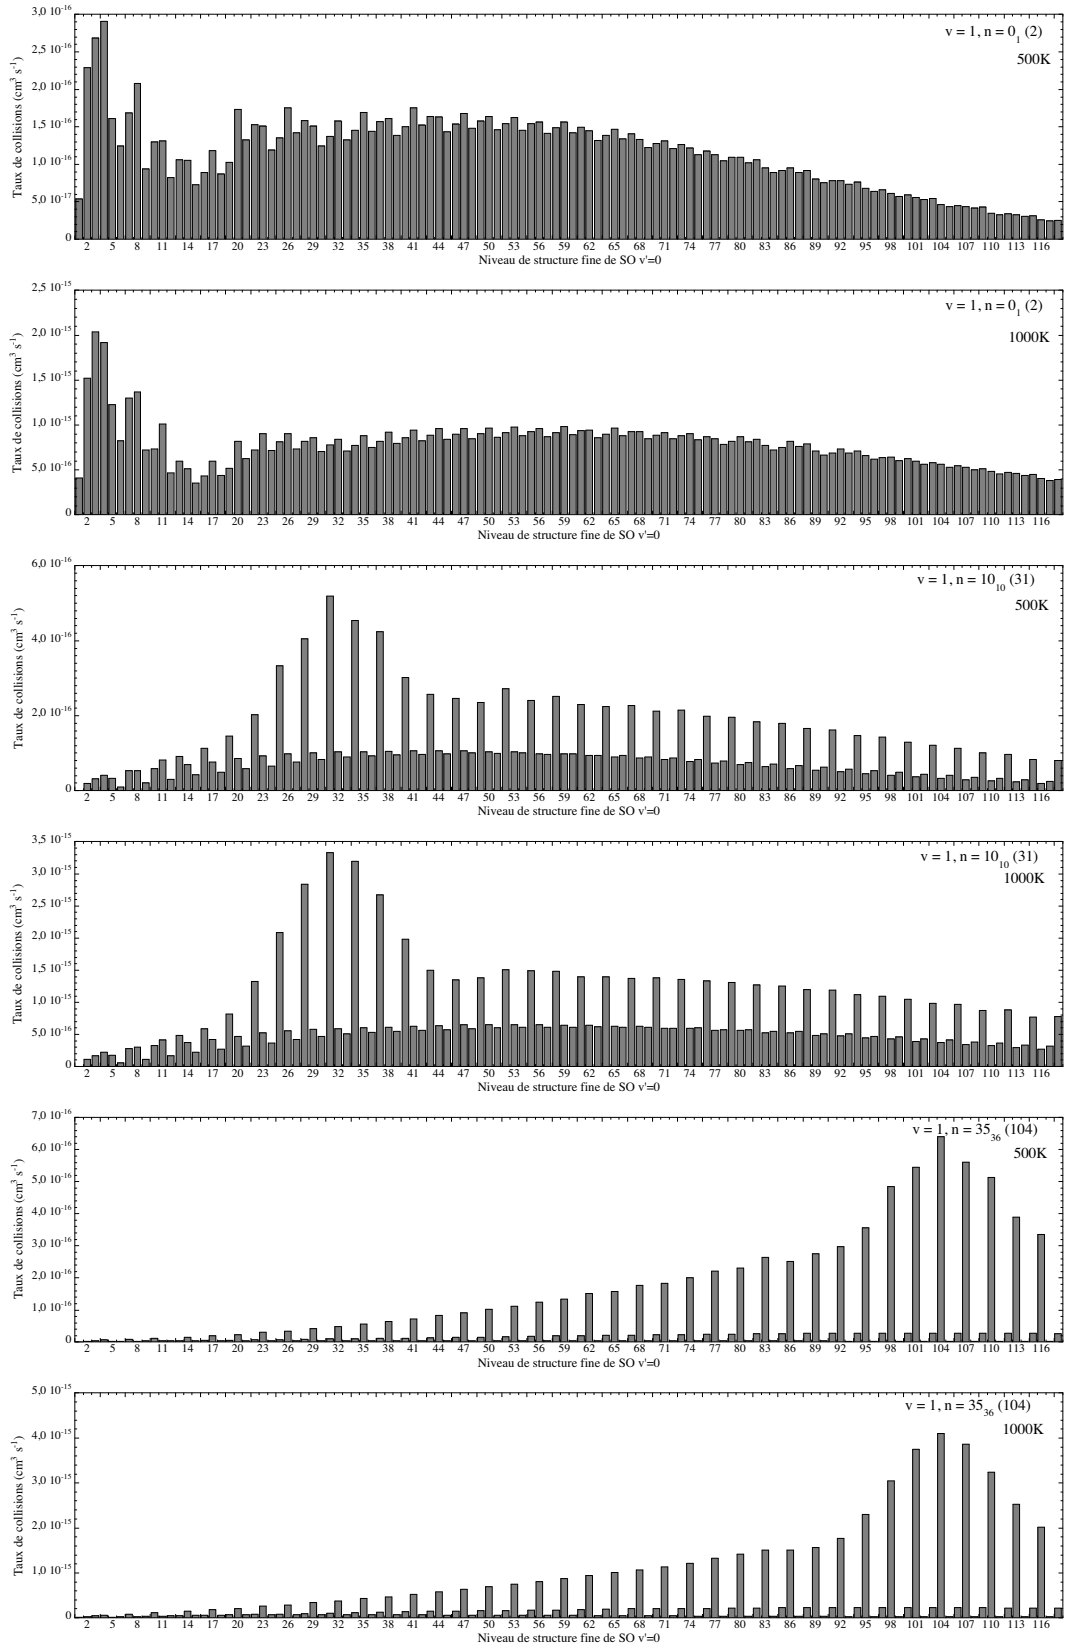 v = 1, n = 0₁ (2)
500K
Taux de collisions (cm³ s⁻¹)
3,0 10⁻¹⁶
2,5 10⁻¹⁶
2,0 10⁻¹⁶
1,5 10⁻¹⁶
1,0 10⁻¹⁶
5,0 10⁻¹⁷
0
2 5 8 11 14 17 20 23 26 29 32 35 38 41 44 47 50 53 56 59 62 65 68 71 74 77 80 83 86 89 92 95 98 101 104 107 110 113 116
Niveau de structure fine de SO v'=0
v = 1, n = 0₁ (2)
1000K
Taux de collisions (cm³ s⁻¹)
2,5 10⁻¹⁵
2,0 10⁻¹⁵
1,5 10⁻¹⁵
1,0 10⁻¹⁵
5,0 10⁻¹⁶
0
2 5 8 11 14 17 20 23 26 29 32 35 38 41 44 47 50 53 56 59 62 65 68 71 74 77 80 83 86 89 92 95 98 101 104 107 110 113 116
Niveau de structure fine de SO v'=0
v = 1, n = 10₁₀ (31)
500K
Taux de collisions (cm³ s⁻¹)
6,0 10⁻¹⁶
4,0 10⁻¹⁶
2,0 10⁻¹⁶
0
2 5 8 11 14 17 20 23 26 29 32 35 38 41 44 47 50 53 56 59 62 65 68 71 74 77 80 83 86 89 92 95 98 101 104 107 110 113 116
Niveau de structure fine de SO v'=0
v = 1, n = 10₁₀ (31)
1000K
Taux de collisions (cm³ s⁻¹)
3,5 10⁻¹⁵
3,0 10⁻¹⁵
2,5 10⁻¹⁵
2,0 10⁻¹⁵
1,5 10⁻¹⁵
1,0 10⁻¹⁵
5,0 10⁻¹⁶
0
2 5 8 11 14 17 20 23 26 29 32 35 38 41 44 47 50 53 56 59 62 65 68 71 74 77 80 83 86 89 92 95 98 101 104 107 110 113 116
Niveau de structure fine de SO v'=0
v = 1, n = 35₃₆ (104)
500K
Taux de collisions (cm³ s⁻¹)
7,0 10⁻¹⁶
6,0 10⁻¹⁶
5,0 10⁻¹⁶
4,0 10⁻¹⁶
3,0 10⁻¹⁶
2,0 10⁻¹⁶
1,0 10⁻¹⁶
0
2 5 8 11 14 17 20 23 26 29 32 35 38 41 44 47 50 53 56 59 62 65 68 71 74 77 80 83 86 89 92 95 98 101 104 107 110 113 116
Niveau de structure fine de SO v'=0
v = 1, n = 35₃₆ (104)
1000K
Taux de collisions (cm³ s⁻¹)
5,0 10⁻¹⁵
4,0 10⁻¹⁵
3,0 10⁻¹⁵
2,0 10⁻¹⁵
1,0 10⁻¹⁵
0
2 5 8 11 14 17 20 23 26 29 32 35 38 41 44 47 50 53 56 59 62 65 68 71 74 77 80 83 86 89 92 95 98 101 104 107 110 113 116
Niveau de structure fine de SO v'=0